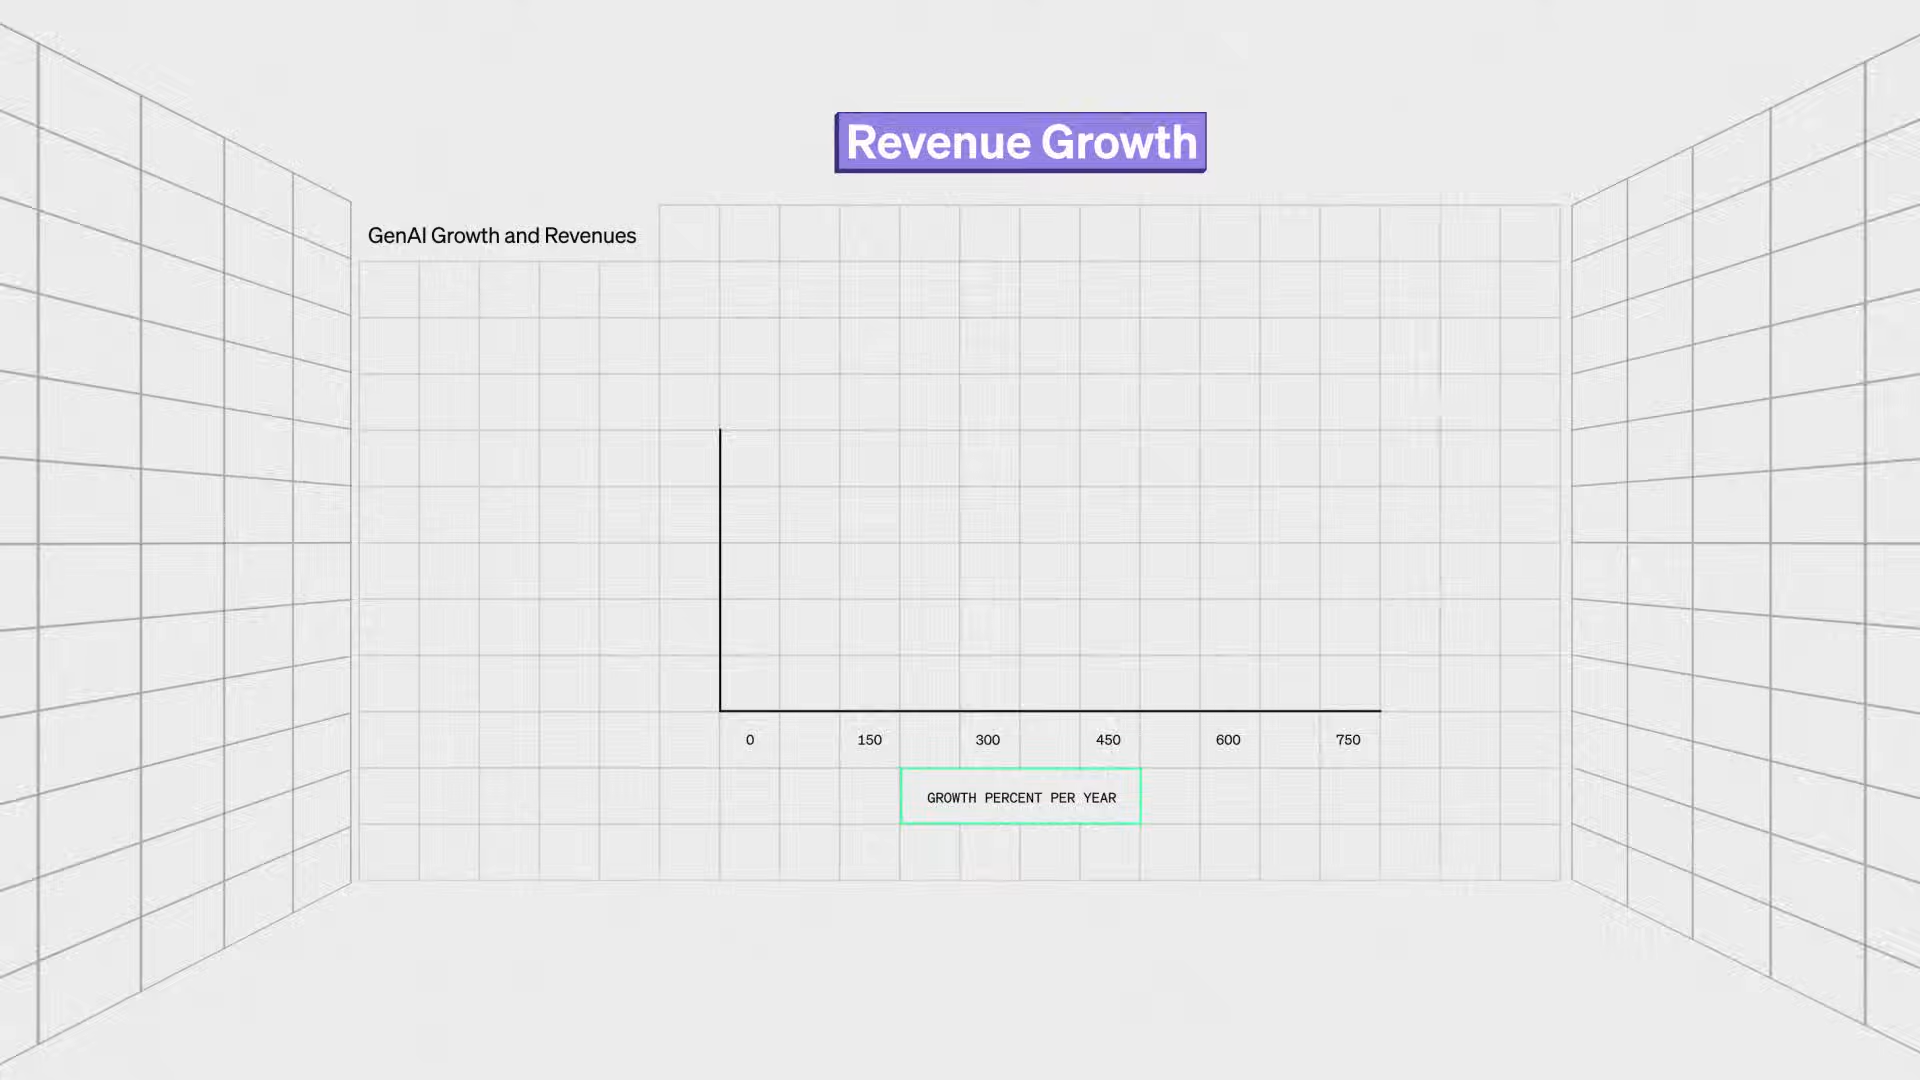 Revenue Growth
GenAI Growth and Revenues
0 150 300 450 600 750
GROWTH PERCENT PER YEAR